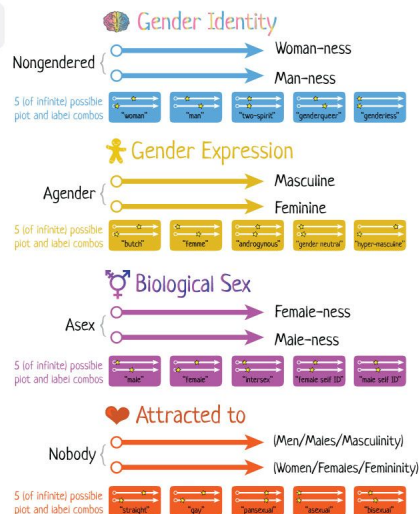 Gender Identity
Nongendered
Woman-ness
Man-ness
5 (of infinite) possible
plot and label combos
"woman"
"man"
"two-spirit"
"genderqueer"
"genderless"
Gender Expression
Agender
Masculine
Feminine
5 (of infinite) possible
plot and label combos
"butch"
"femme"
"androgynous"
"gender neutral"
"hyper-masculine"
Biological Sex
Asex
Female-ness
Male-ness
5 (of infinite) possible
plot and label combos
"male"
"female"
"intersex"
"female self ID"
"male self ID"
Attracted to
Nobody
(Men/Males/Masculinity)
(Women/Females/Femininity)
5 (of infinite) possible
plot and label combos
"straight"
"gay"
"pansexual"
"asexual"
"bisexual"